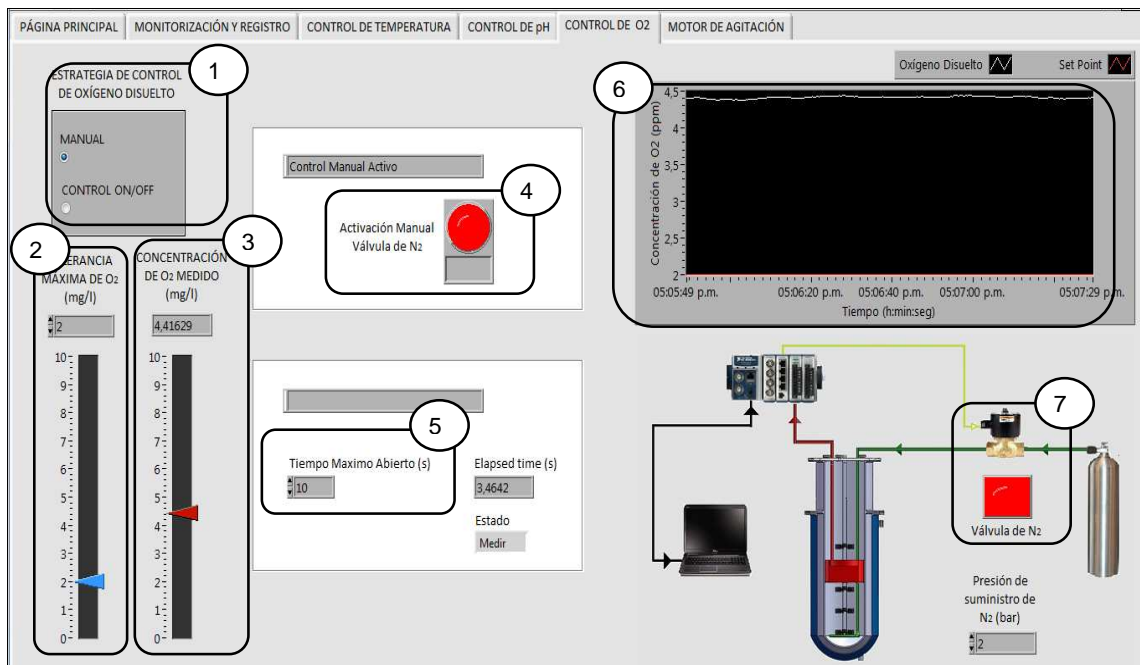 PÁGINA PRINCIPAL
MONITORIZACIÓN Y REGISTRO
CONTROL DE TEMPERATURA
CONTROL DE pH
CONTROL DE O2
MOTOR DE AGITACIÓN
1
ESTRATEGIA DE CONTROL
DE OXÍGENO DISUELTO
MANUAL
CONTROL ON/OFF
2
MAXIMA DE O2
(mg/l)
2
10
9
8
7
6
5
4
3
2
1
0
3
CONCENTRACIÓN
DE O2 MEDIDO
(mg/l)
4,41629
10
9
8
7
6
5
4
3
2
1
0
Control Manual Activo
4
Activación Manual
Válvula de N2
5
Tiempo Maximo Abierto (s)
10
Elapsed time (s)
3,4642
Estado
Medir
Oxígeno Disuelto
Set Point
6
Concentración de O2 (ppm)
4,5
4
3,5
3
2,5
2
05:05:49 p.m.
05:06:20 p.m.
05:06:40 p.m.
05:07:00 p.m.
05:07:29 p.m.
Tiempo (h:min:seg)
7
Válvula de N2
Presión de
suministro de
N2 (bar)
2